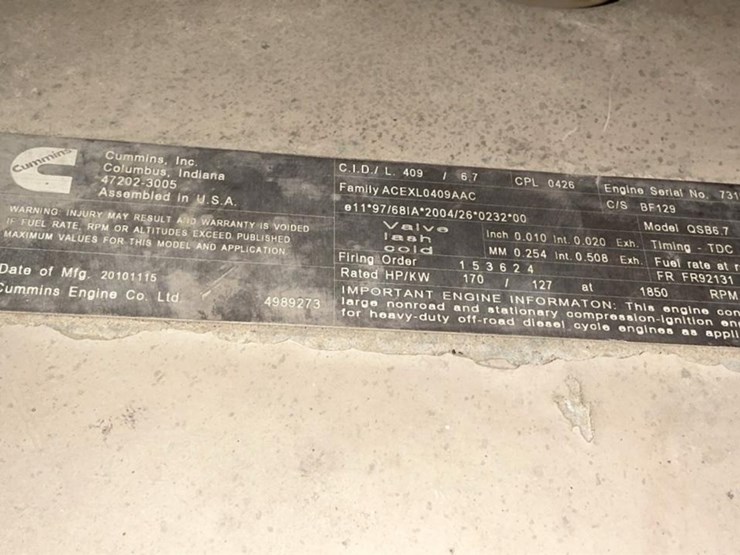 Cummins
Cummins, Inc.
Columbus, Indiana
47202-3005
Assembled in U.S.A.
WARNING: INJURY MAY RESULT AND WARRANTY IS VOIDED
IF FUEL RATE, RPM OR ALTITUDES EXCEED PUBLISHED
MAXIMUM VALUES FOR THIS MODEL AND APPLICATION
Date of Mfg. 20101115
Cummins Engine Co. Ltd. 4989273
C.I.D./ L. 409 / 6.7 CPL 0426 Engine Serial No. 731
Family ACEXL0409AAC C/S BF129
e11*97/68IA*2004/26*0232*00 Model QSB6.7
Valve lash cold
Inch 0.010 Int. 0.020 Exh. Timing - TDC
MM 0.254 Int. 0.508 Exh. Fuel rate at r
Firing Order 1 5 3 6 2 4 FR FR92131
Rated HP/KW 170 / 127 at 1850 RPM
IMPORTANT ENGINE INFORMATON: This engine con
large nonroad and stationary compression-ignition en
for heavy-duty off-road diesel cycle engines as appli